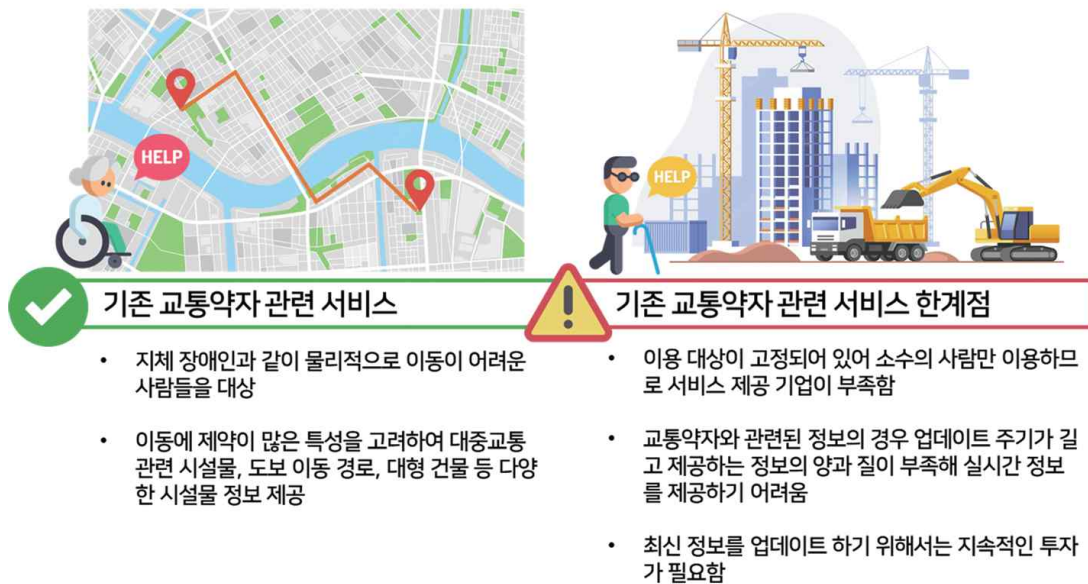 HELP
HELP
기존 교통약자 관련 서비스
• 지체 장애인과 같이 물리적으로 이동이 어려운
사람들을 대상
• 이동에 제약이 많은 특성을 고려하여 대중교통
관련 시설물, 도보 이동 경로, 대형 건물 등 다양
한 시설물 정보 제공
기존 교통약자 관련 서비스 한계점
• 이용 대상이 고정되어 있어 소수의 사람만 이용하므
로 서비스 제공 기업이 부족함
• 교통약자와 관련된 정보의 경우 업데이트 주기가 길
고 제공하는 정보의 양과 질이 부족해 실시간 정보
를 제공하기 어려움
• 최신 정보를 업데이트 하기 위해서는 지속적인 투자
가 필요함